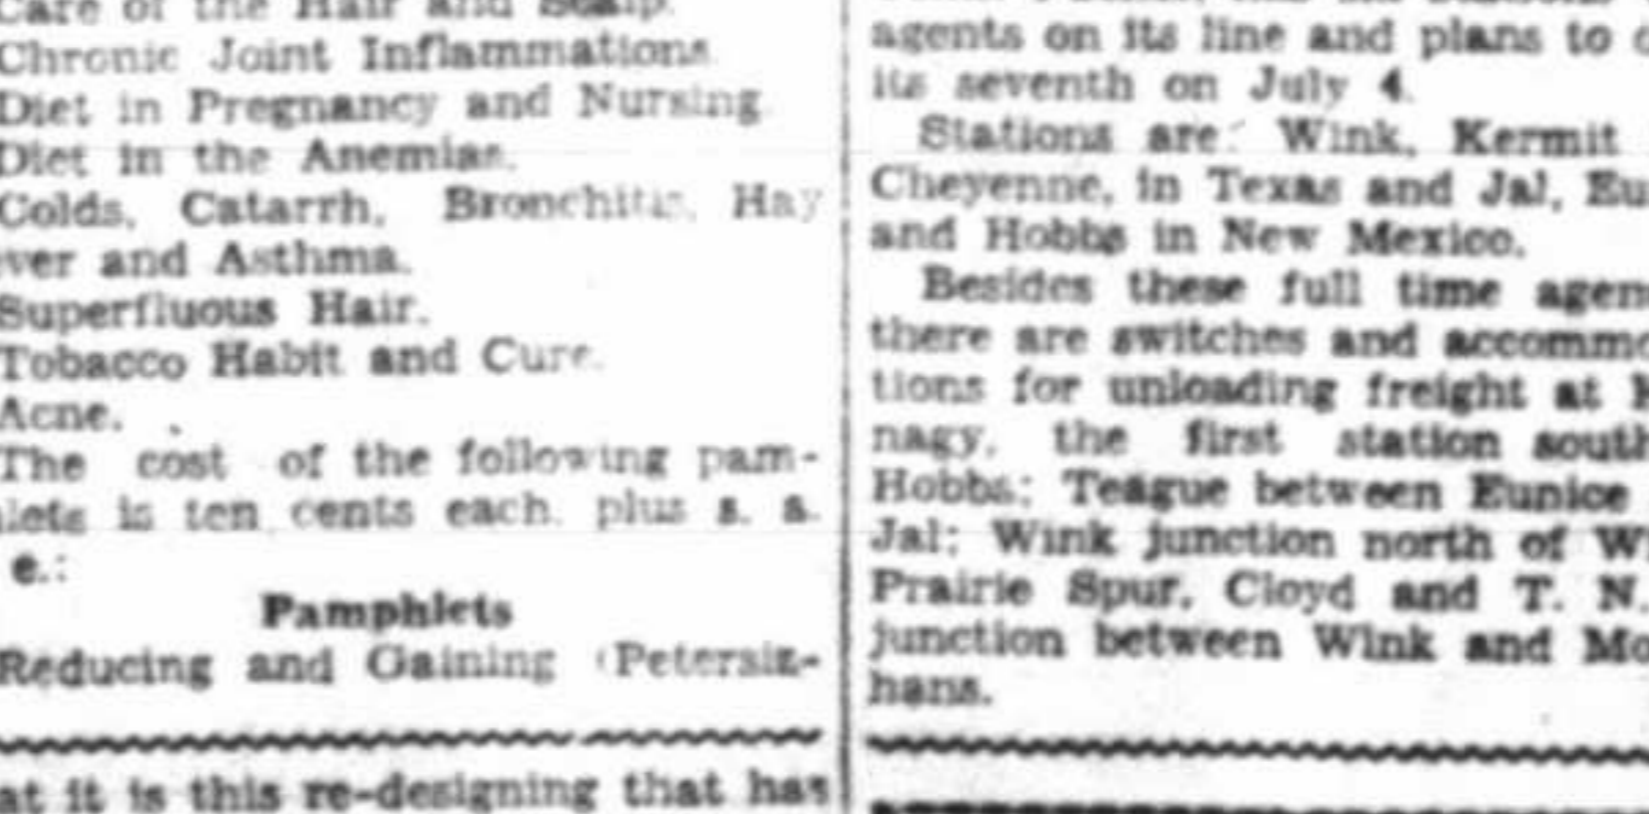 Care of the Hair and Scalp.
Chronic Joint Inflammations.
Diet in Pregnancy and Nursing.
Diet in the Anemias.
Colds, Catarrh, Bronchitis, Hay
ver and Asthma.
Superfluous Hair.
Tobacco Habit and Cure.
Acne.
The cost of the following pam-
lets is ten cents each, plus s. a.
e.:
Pamphlets
Reducing and Gaining (Petersiz-
at it is this re-designing that has
agents on its line and plans to
its seventh on July 4.
Stations are: Wink, Kermit
Cheyenne, in Texas and Jal, Eu
and Hobbs in New Mexico.
Besides these full time agen
there are switches and accommo
tions for unloading freight at
nagy, the first station south
Hobbs; Teague between Eunice
Jal; Wink junction north of Wi
Prairie Spur, Cloyd and T. N.
junction between Wink and Mo
hans.